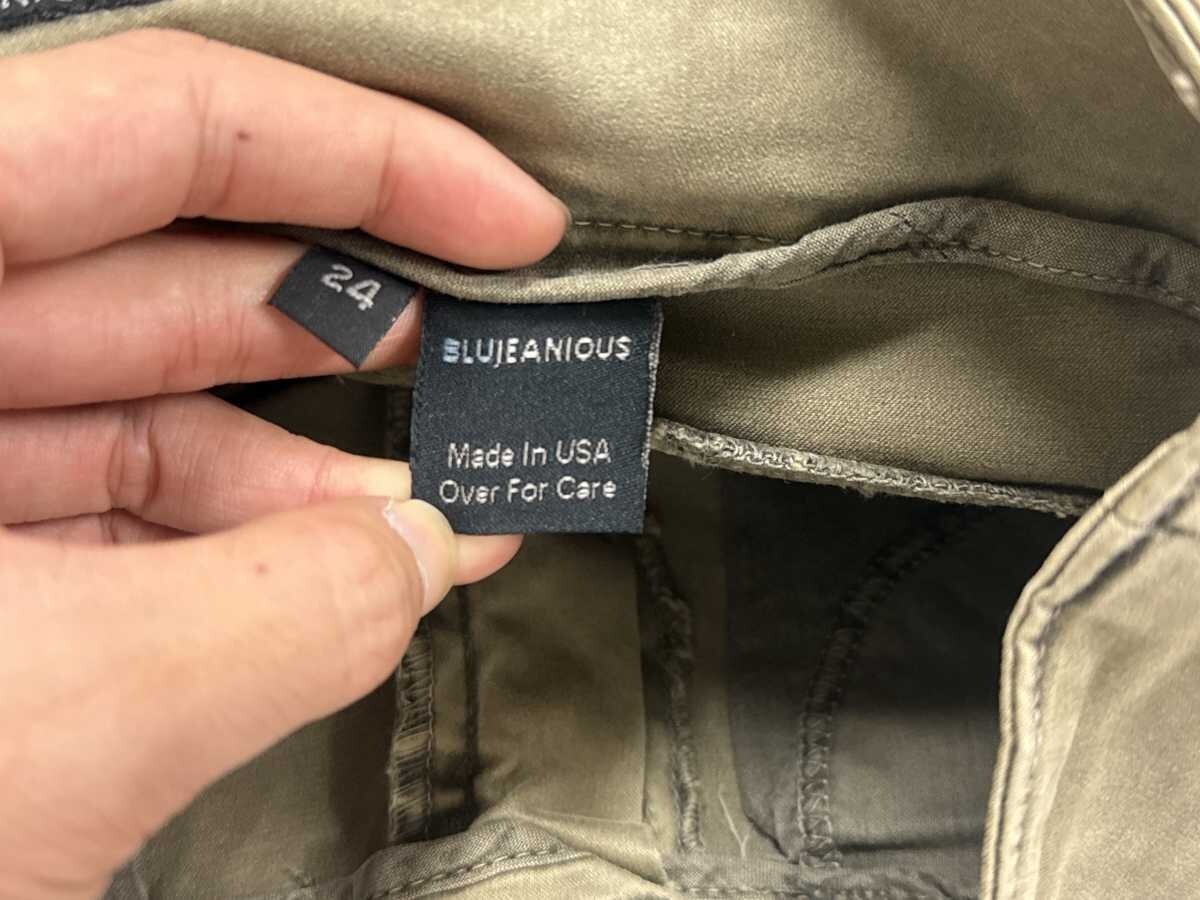 24
BLUJEANIOUS
Made In USA
Over For Care